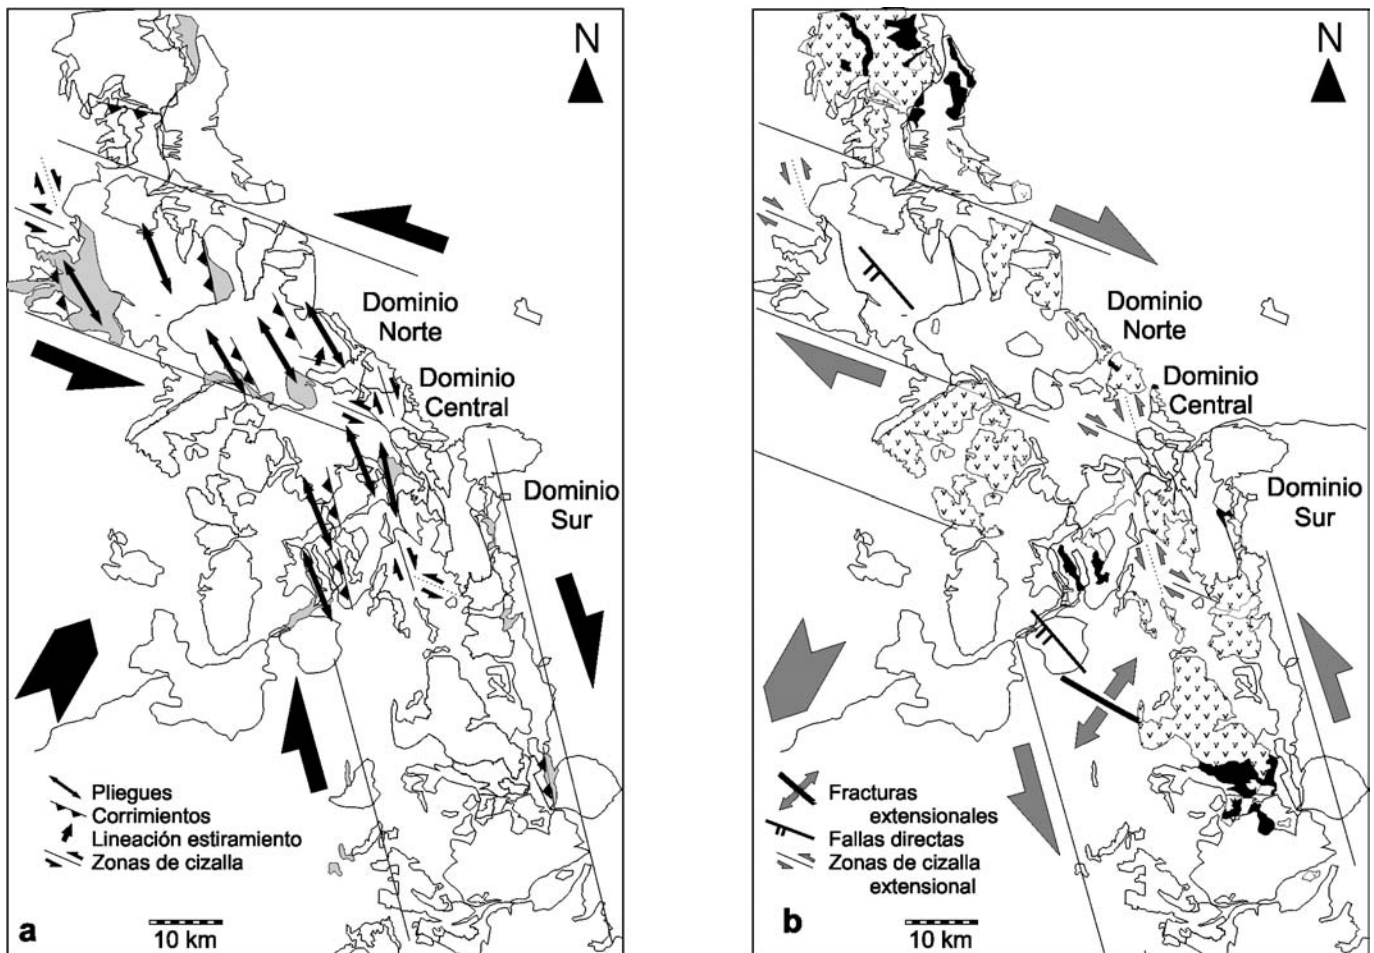 N
Dominio
Norte
Dominio
Central
Dominio
Sur
Pliegues
Corrimientos
Lineación estiramiento
Zonas de cizalla
a
10 km
N
Dominio
Norte
Dominio
Central
Dominio
Sur
Fracturas
extensionales
Fallas directas
Zonas de cizalla
extensional
b
10 km